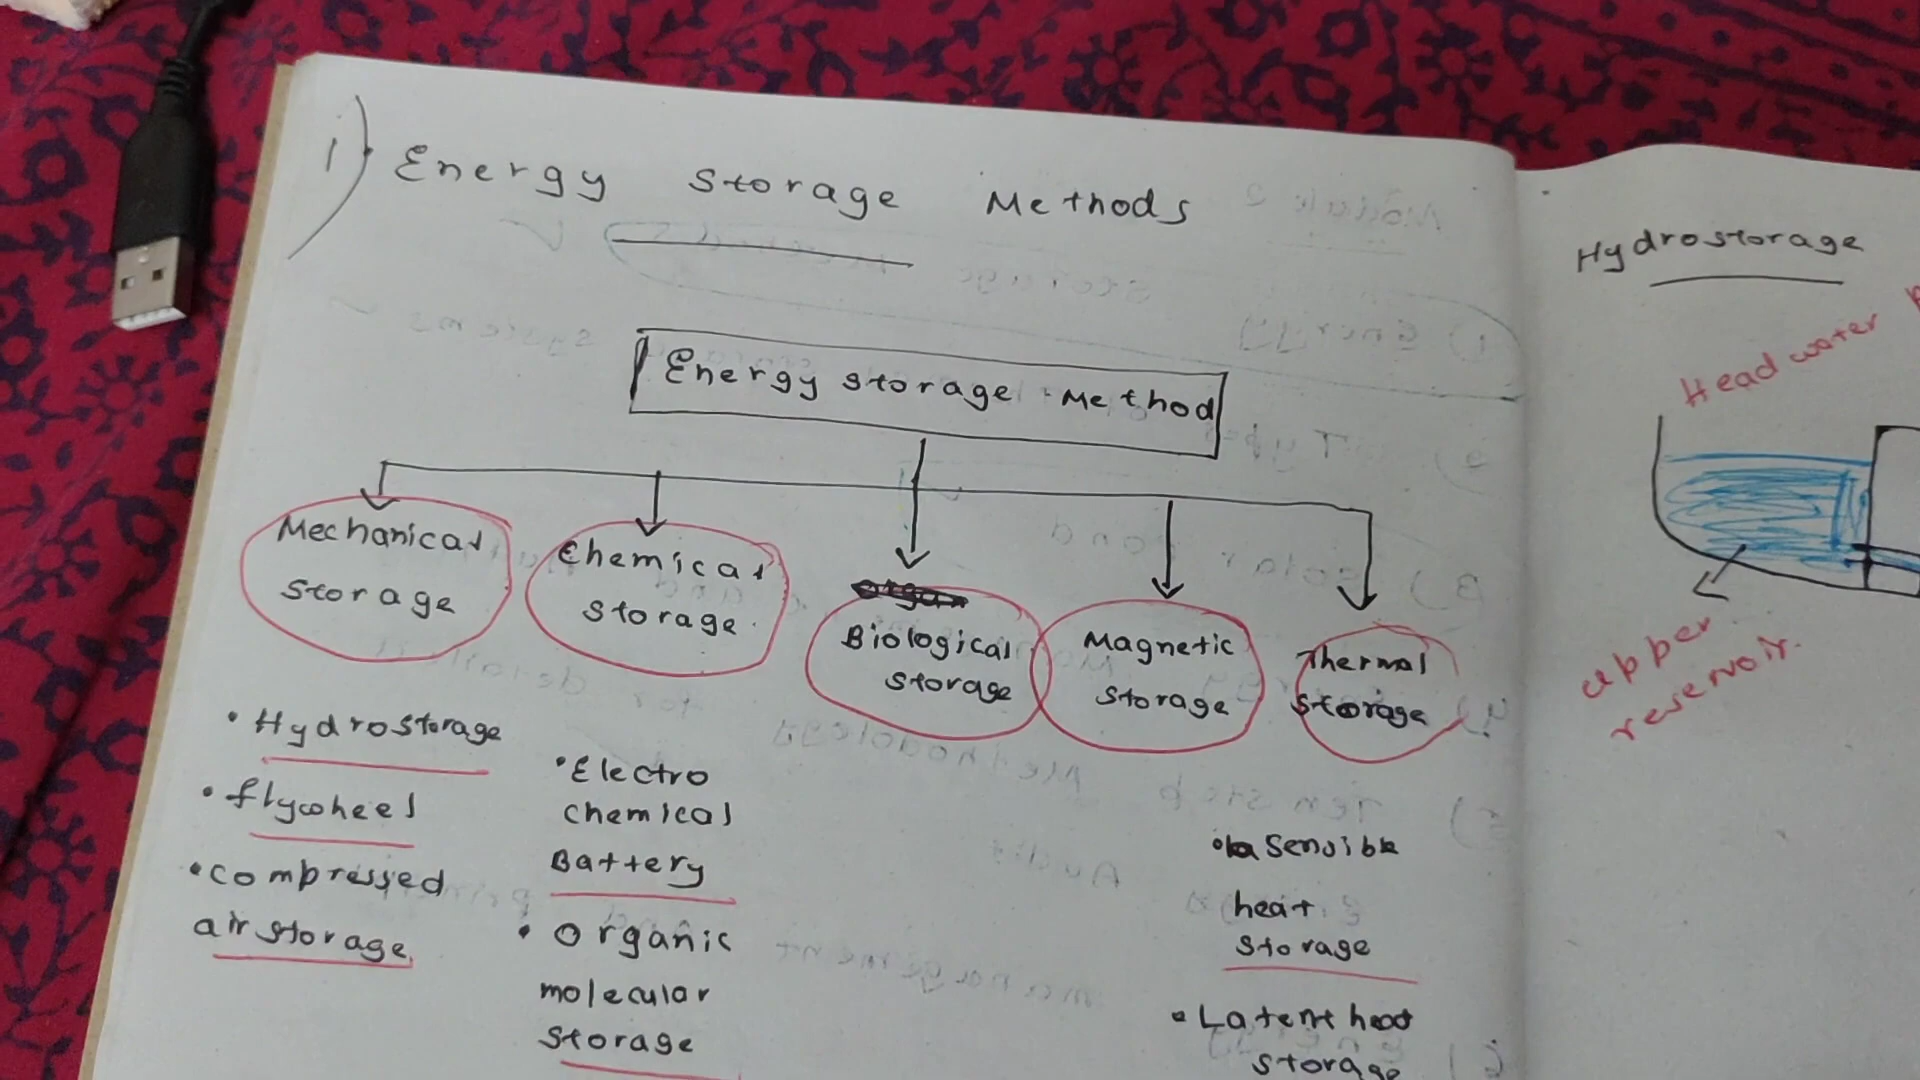 1) Energy Storage Methods
Energy storage Method
Mechanical
storage
Chemical
storage
Biological
storage
Magnetic
storage
Thermal
storage
• Hydrostorage
• flywheel
• compressed
air storage
• Electro
chemical
Battery
• organic
molecular
storage
• Sensible
heat
storage
• Latent heat
storage
Hydrostorage
Head water
upper
reservoir.